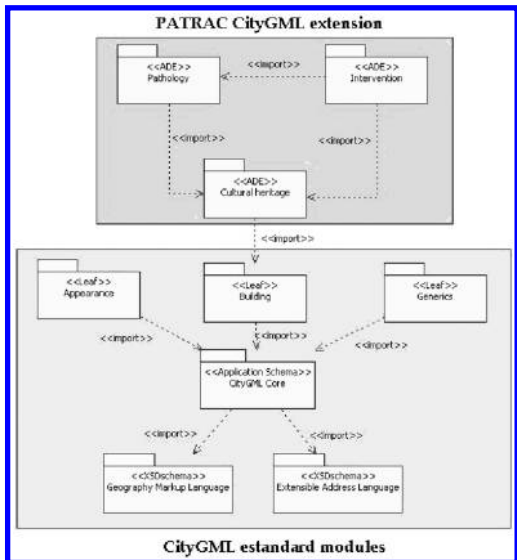 PATRAC CityGML extension
<<ADE>>
Pathology
<<import>>
<<ADE>>
Intervention
<<import>>
<<import>>
<<ADE>>
Cultural heritage
<<import>>
<<Leaf>>
Appearance
<<Leaf>>
Building
<<Leaf>>
Generics
<<import>>
<<import>>
<<import>>
<<Application Schema>>
CityGML Core
<<import>>
<<import>>
<<XSDschema>>
Geography Markup Language
<<XSDschema>>
Extensible Address Language
CityGML estandard modules